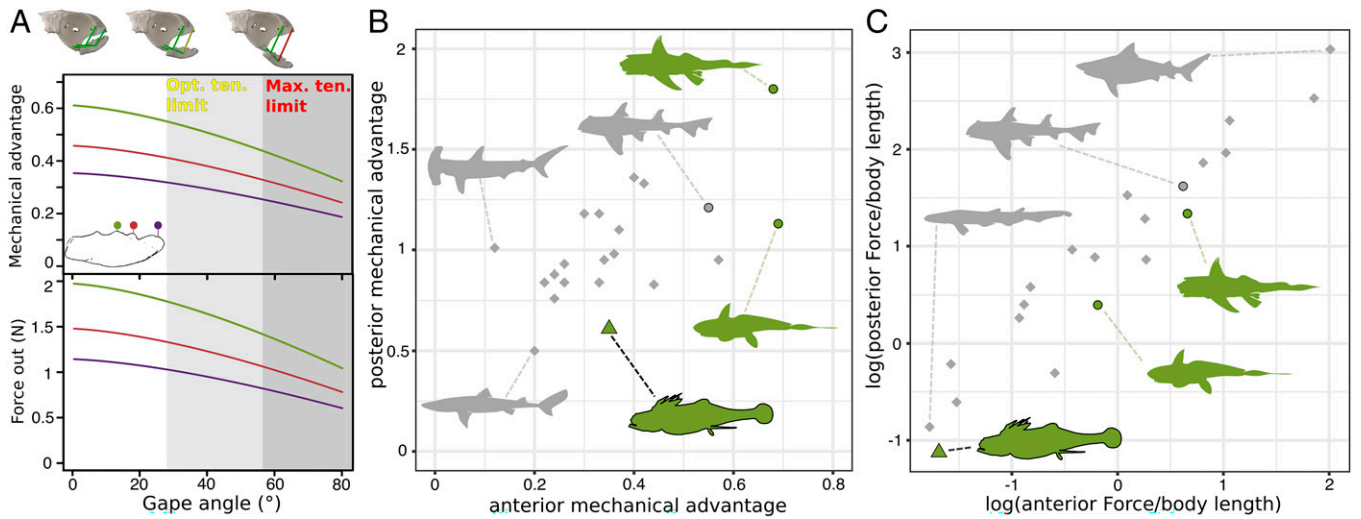 A
Opt. ten.
limit
Max. ten.
limit
Mechanical advantage
0.6
0.4
0.2
0
Force out (N)
2
1.5
1
0.5
0
0 20 40 60 80
Gape angle (°)
B
posterior mechanical advantage
2
1.5
1
0.5
0
0 0.2 0.4 0.6 0.8
anterior mechanical advantage
C
log(posterior Force/body length)
3
2
1
0
-1
-1 0 1 2
log(anterior Force/body length)